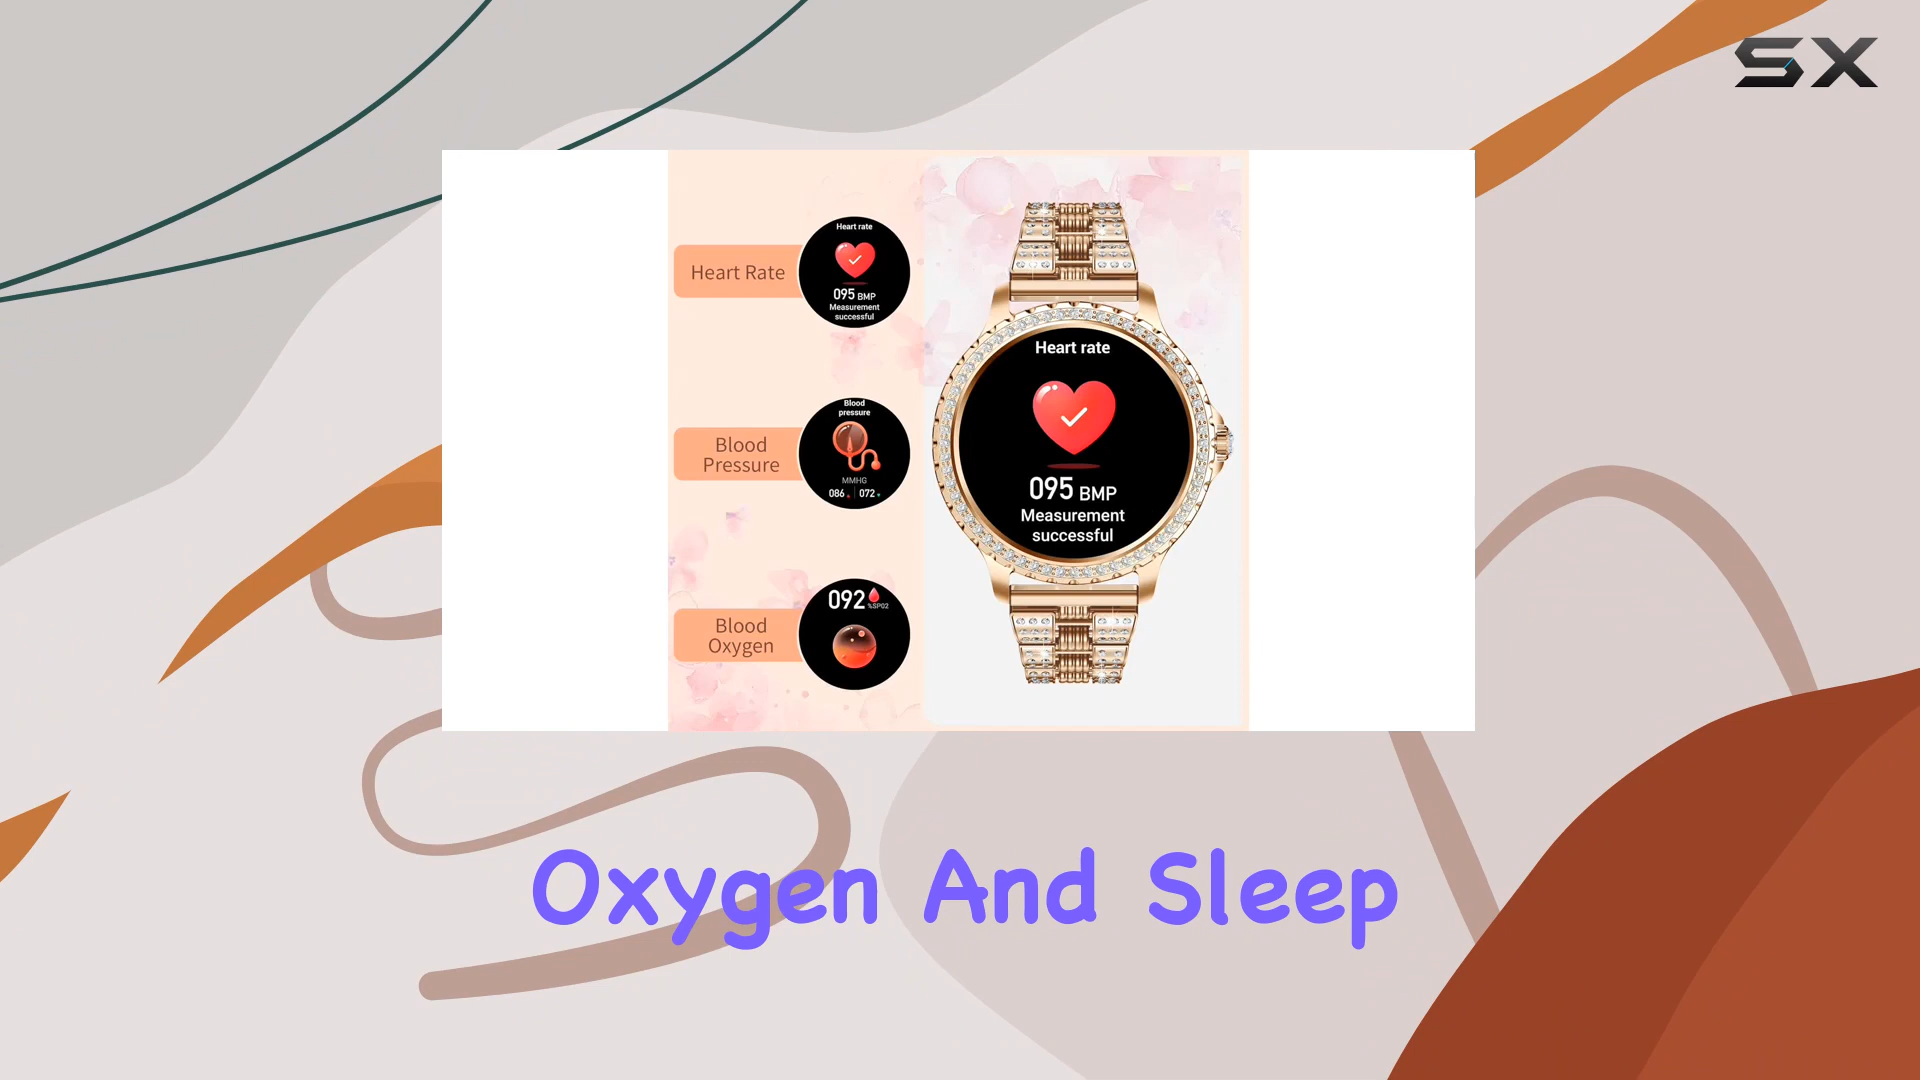 SX
Heart Rate
Heart rate
095 BMP
Measurement
successful
Blood
Pressure
Blood
pressure
MMHG
086 072
Blood
Oxygen
092 %SPO2
Heart rate
095 BMP
Measurement
successful
Oxygen And Sleep